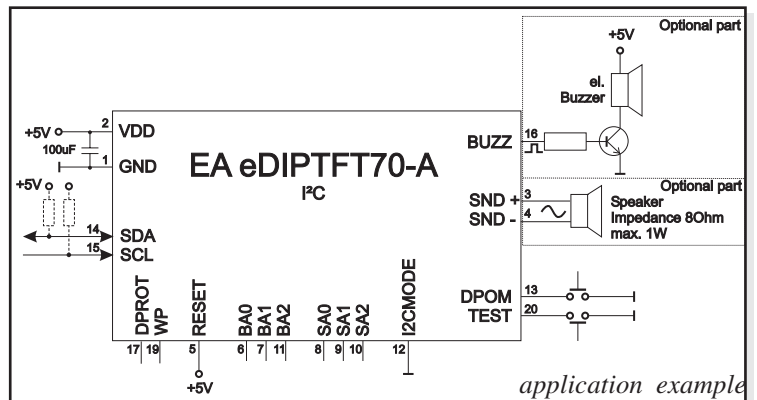 Optional part
+5V
el.
Buzzer
2
VDD
+5V
100uF
1
GND
EA eDIPTFT70-A
I²C
BUZZ
16
+5V
14
SDA
15
SCL
Optional part
SND +
3
SND -
4
Speaker
Impedance 8Ohm
max. 1W
DPOM
13
TEST
20
DPROT
WP
RESET
BA0
BA1
BA2
SA0
SA1
SA2
I2CMODE
17
19
5
6
7
11
8
9
10
12
+5V
application example